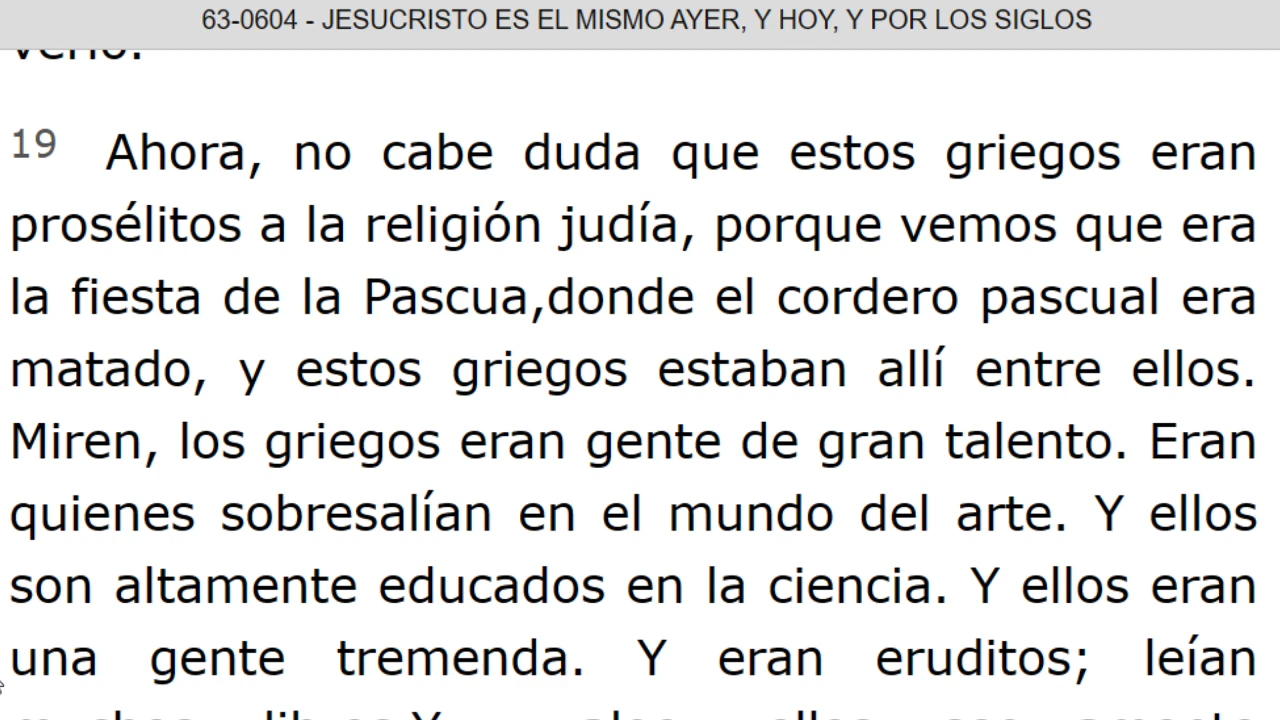 63-0604 - JESUCRISTO ES EL MISMO AYER, Y HOY, Y POR LOS SIGLOS
19 Ahora, no cabe duda que estos griegos eran
prosélitos a la religión judía, porque vemos que era
la fiesta de la Pascua,donde el cordero pascual era
matado, y estos griegos estaban allí entre ellos.
Miren, los griegos eran gente de gran talento. Eran
quienes sobresalían en el mundo del arte. Y ellos
son altamente educados en la ciencia. Y ellos eran
una gente tremenda. Y eran eruditos; leían